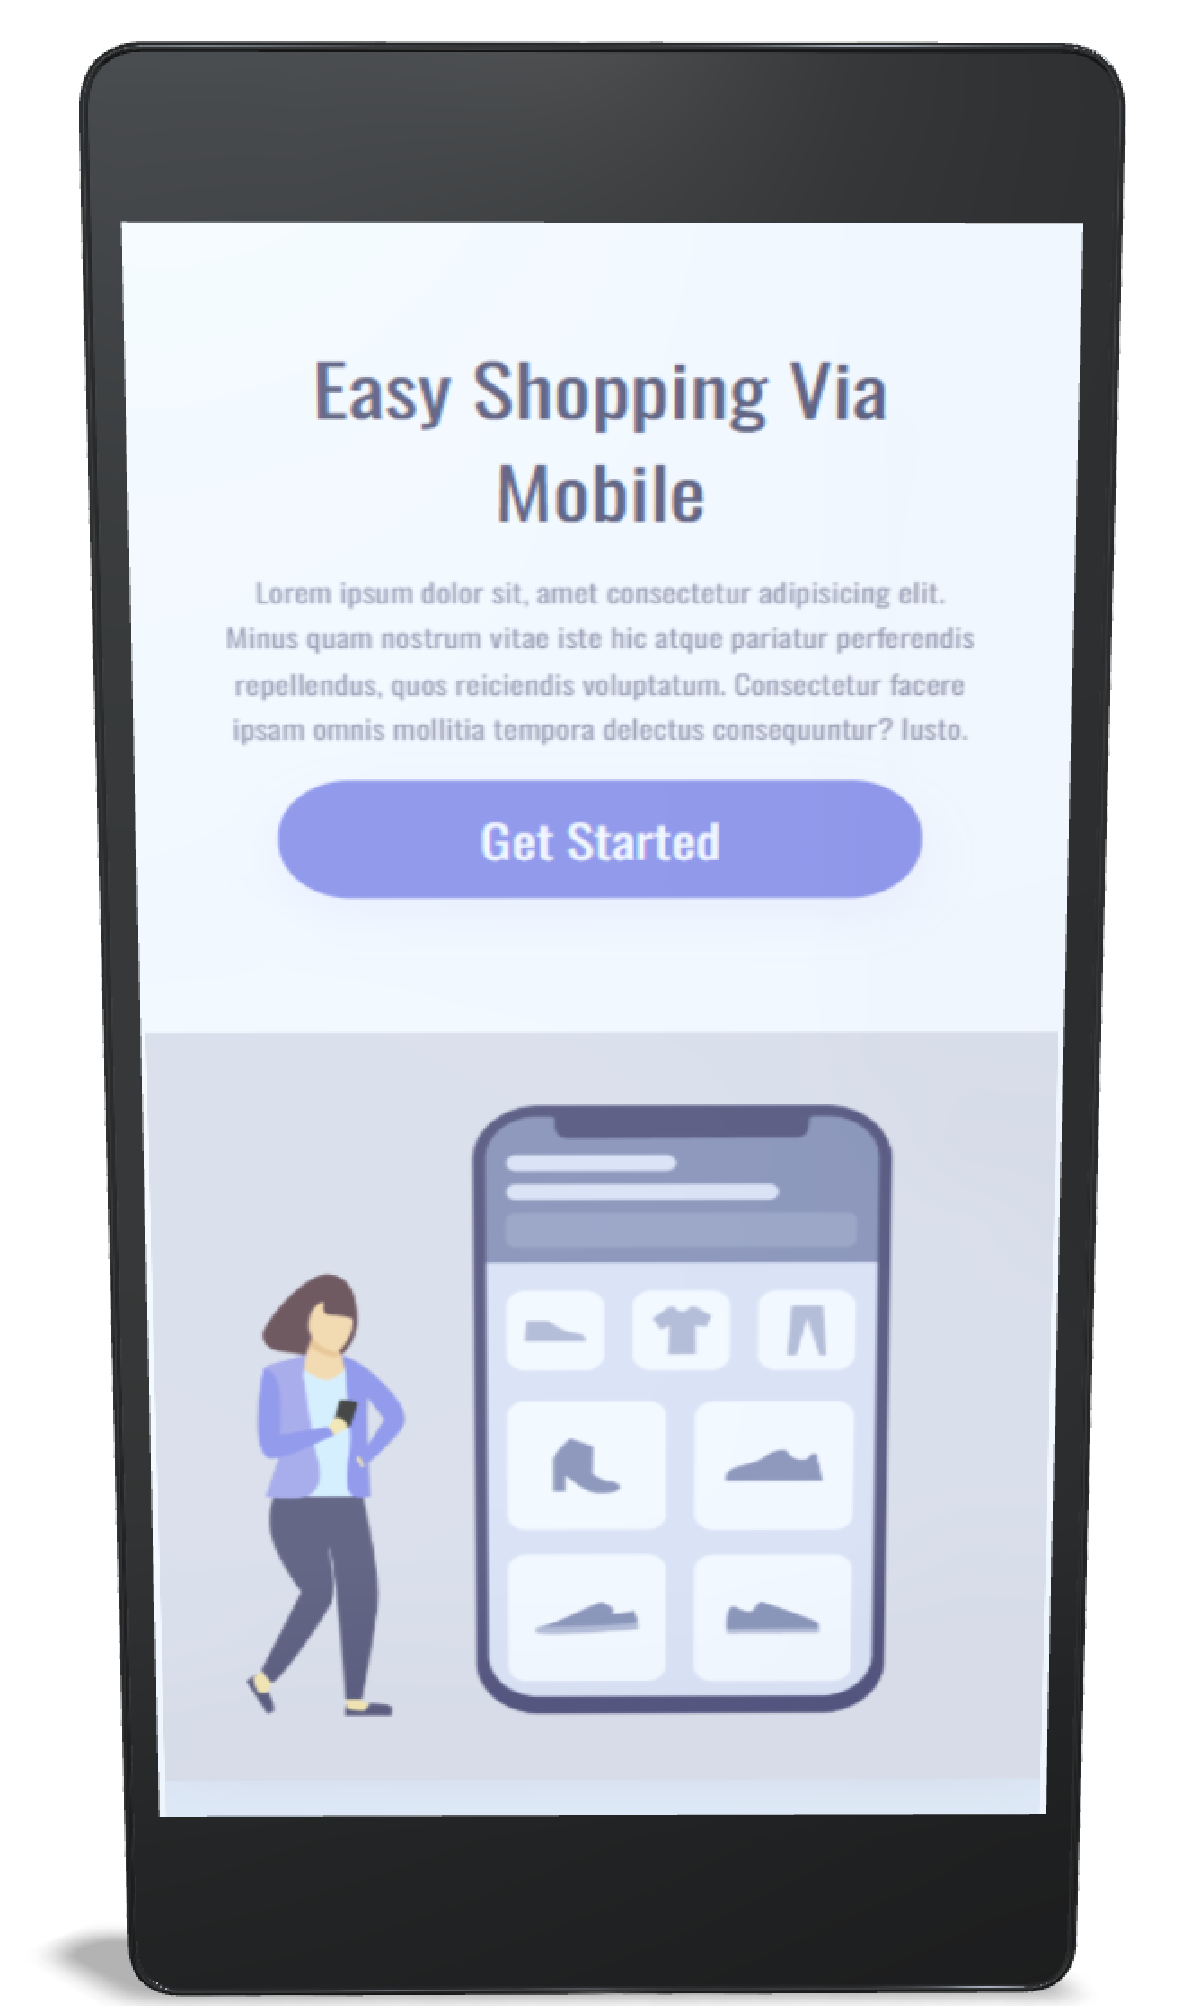 Easy Shopping Via
Mobile
Lorem ipsum dolor sit, amet consectetur adipisicing elit.
Minus quam nostrum vitae iste hic atque pariatur perferendis
repellendus, quos reiciendis voluptatum. Consectetur facere
ipsam omnis mollitia tempora delectus consequuntur? Iusto.
Get Started